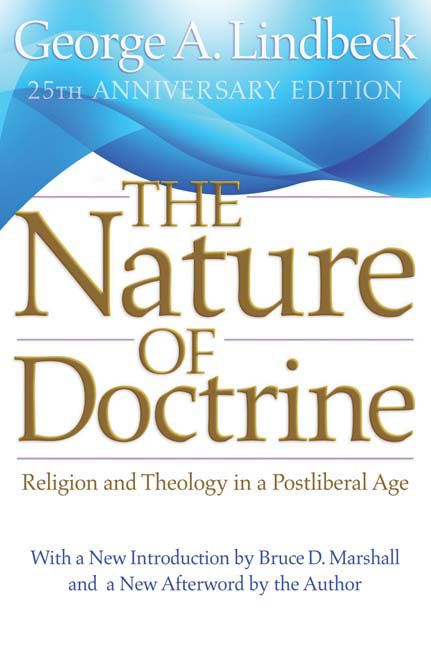 George A. Lindbeck
25TH ANNIVERSARY EDITION
THE
Nature
OF
Doctrine
Religion and Theology in a Postliberal Age
With a New Introduction by Bruce D. Marshall
and a New Afterword by the Author